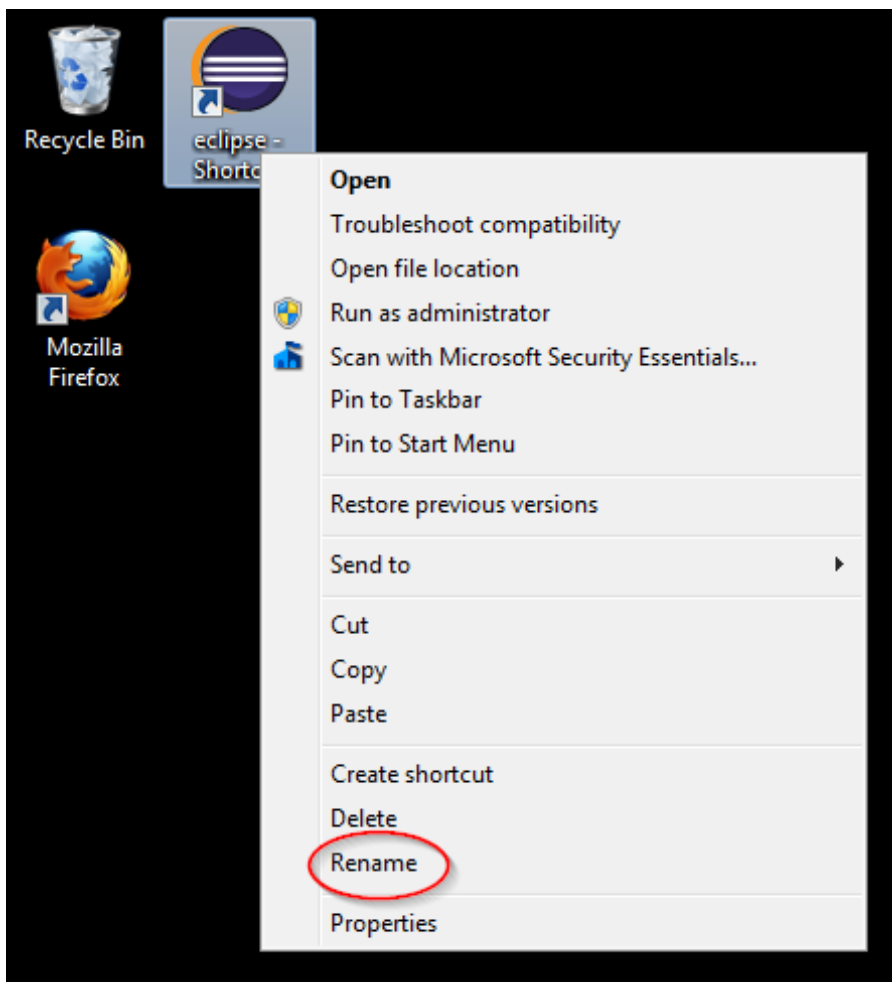 Recycle Bin
eclipse -
Shortc
Mozilla
Firefox
Open
Troubleshoot compatibility
Open file location
Run as administrator
Scan with Microsoft Security Essentials...
Pin to Taskbar
Pin to Start Menu
Restore previous versions
Send to
Cut
Copy
Paste
Create shortcut
Delete
Rename
Properties